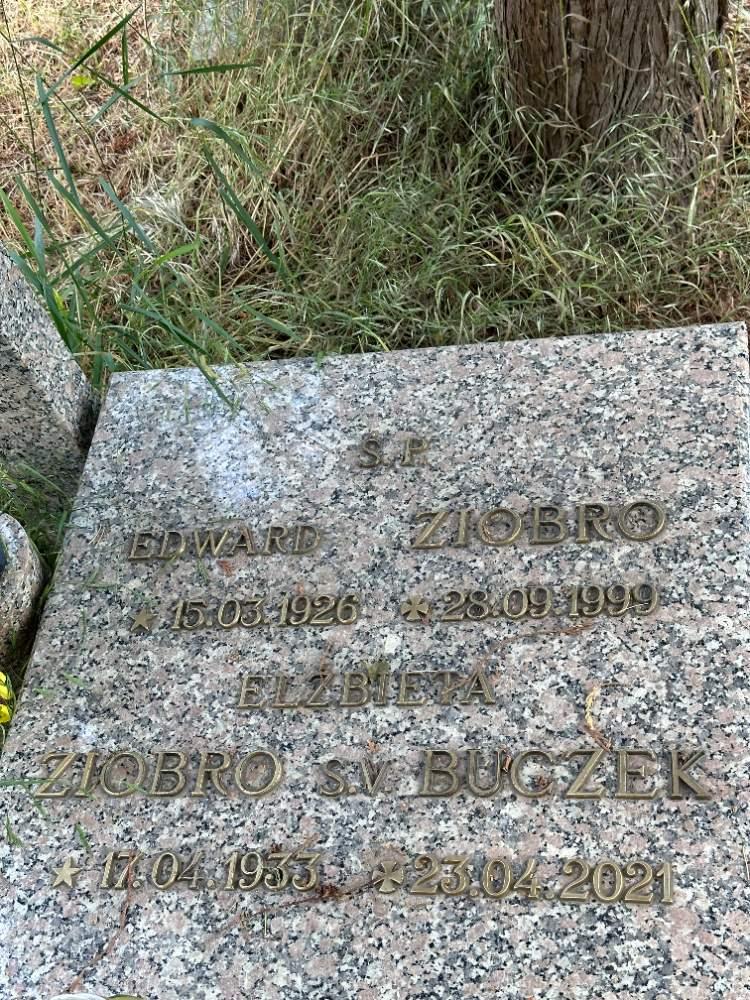 Ś.P.
EDWARD ZIOBRO
15.03.1926 28.09.1999
ELŻBIETA
ZIOBRO S.V. BUCZEK
17.04.1933 23.04.2021